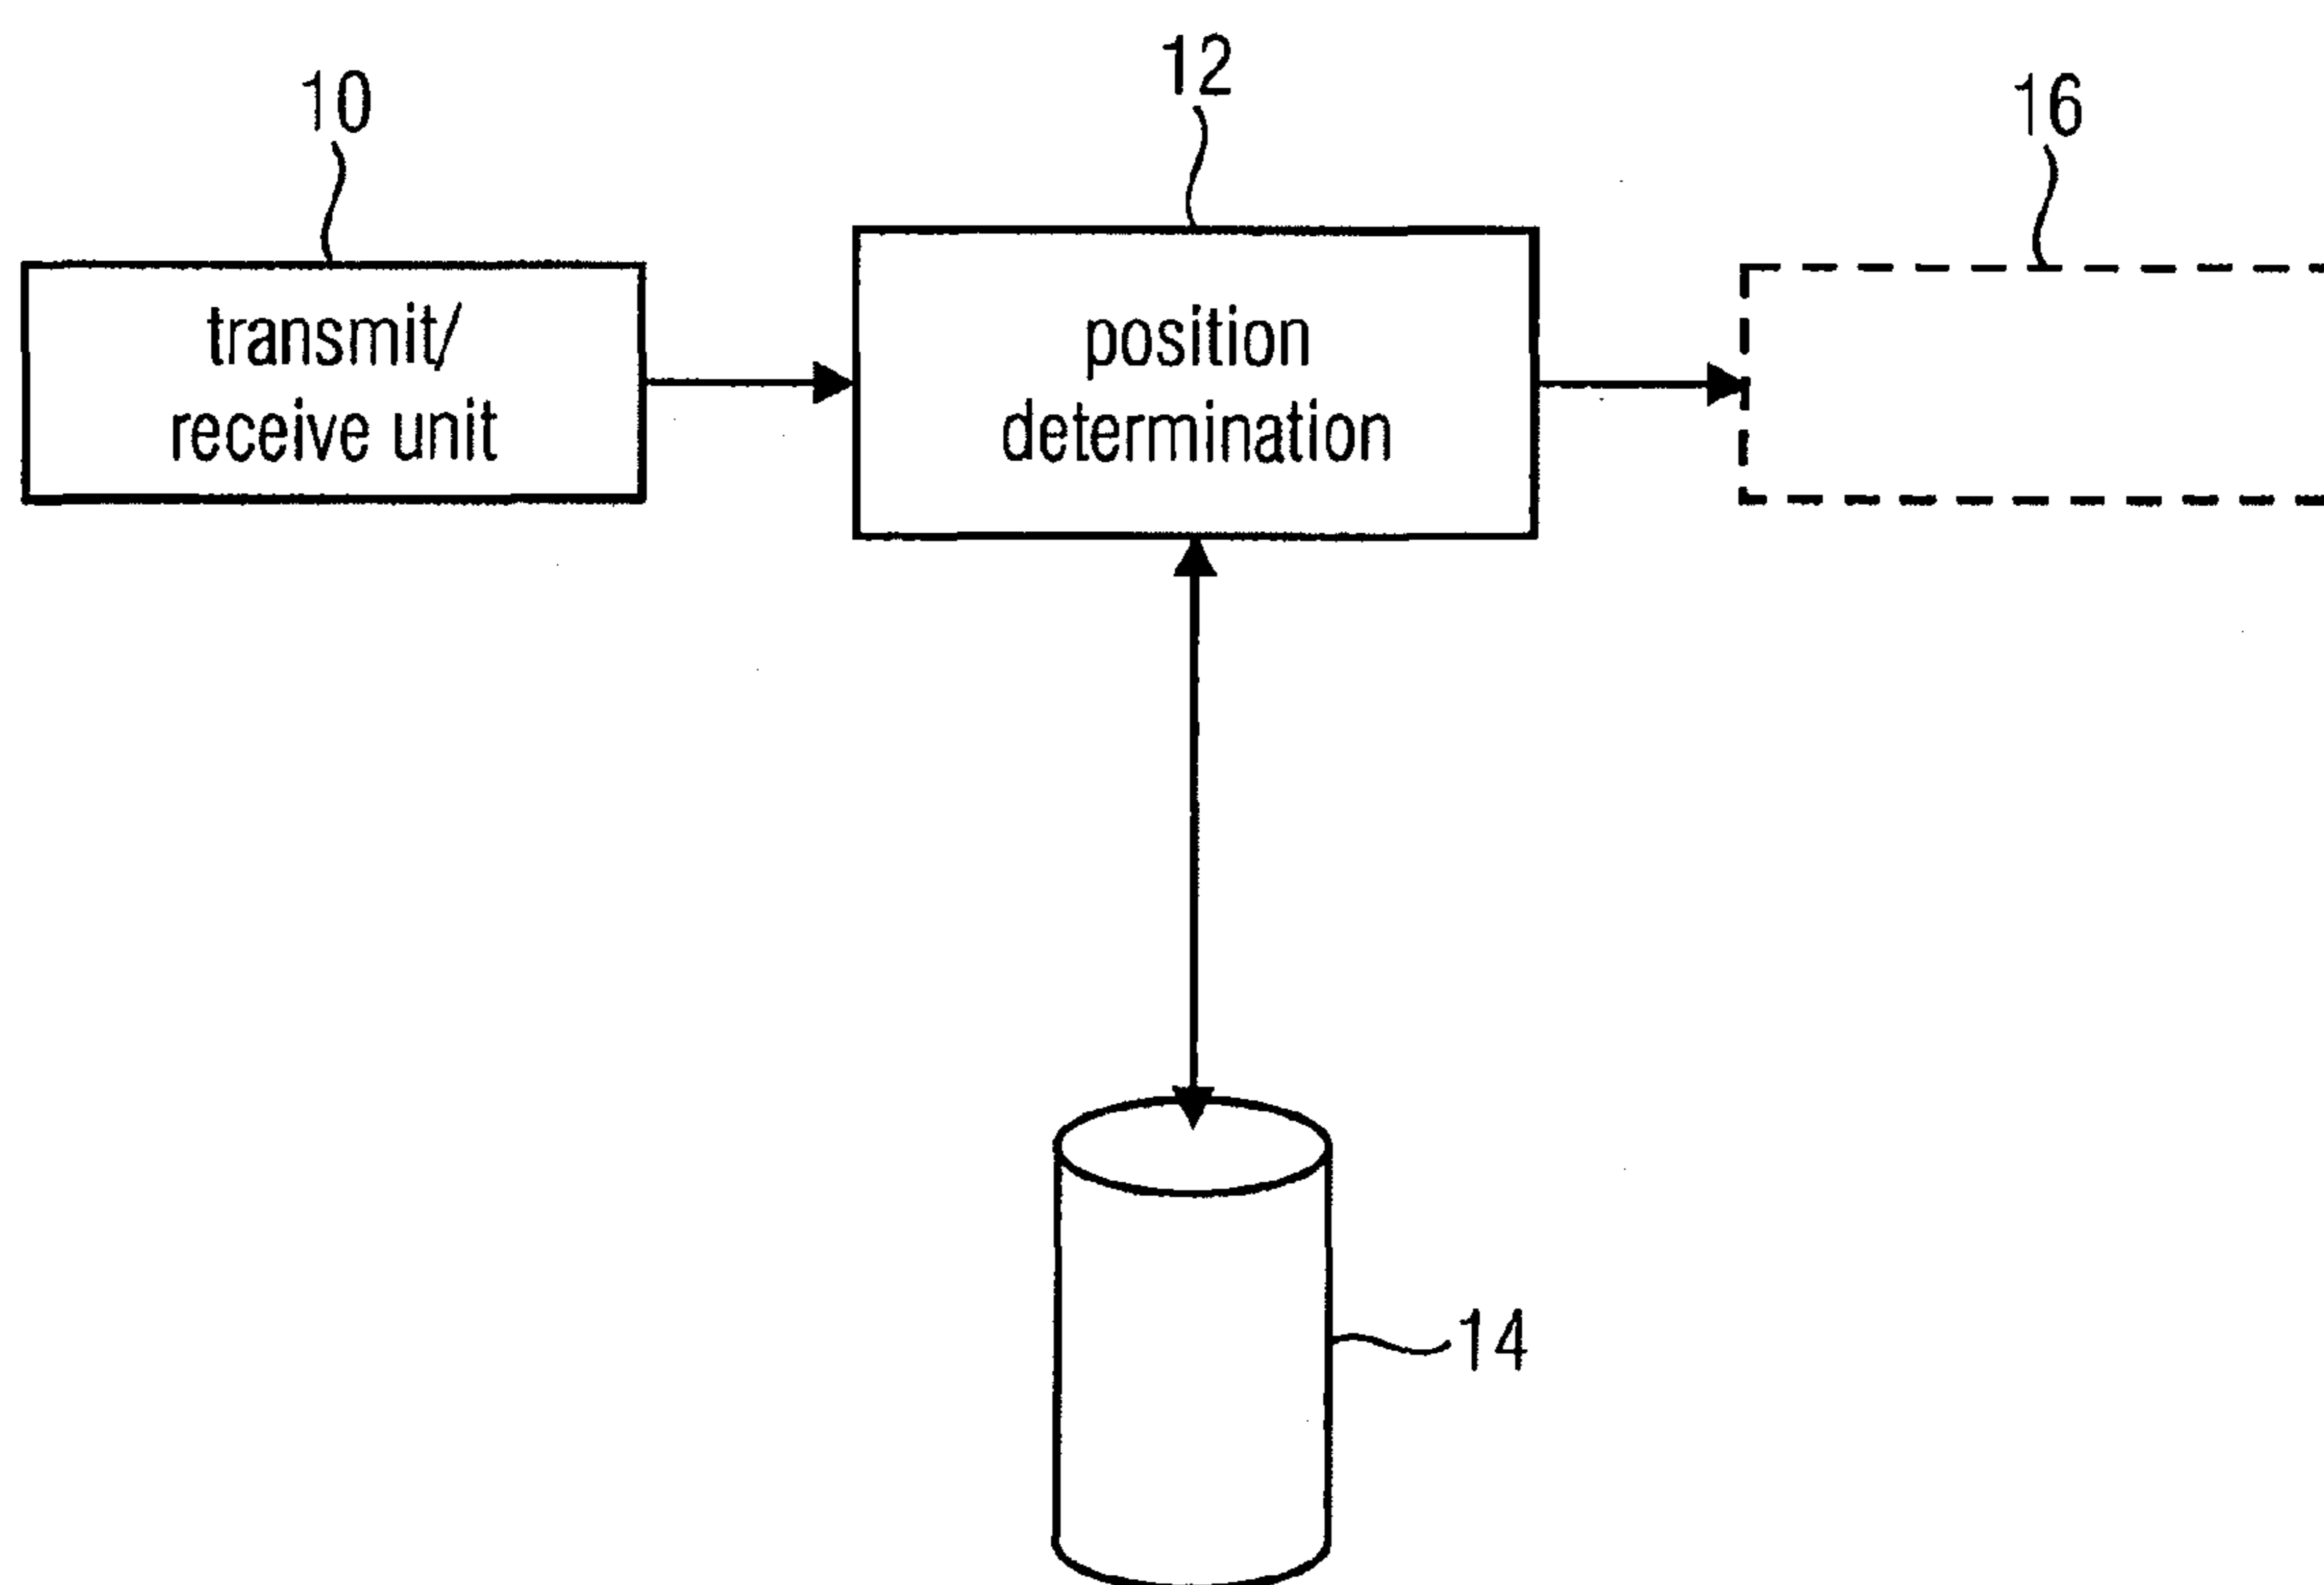 10
12
16
transmit/
receive unit
position
determination
14